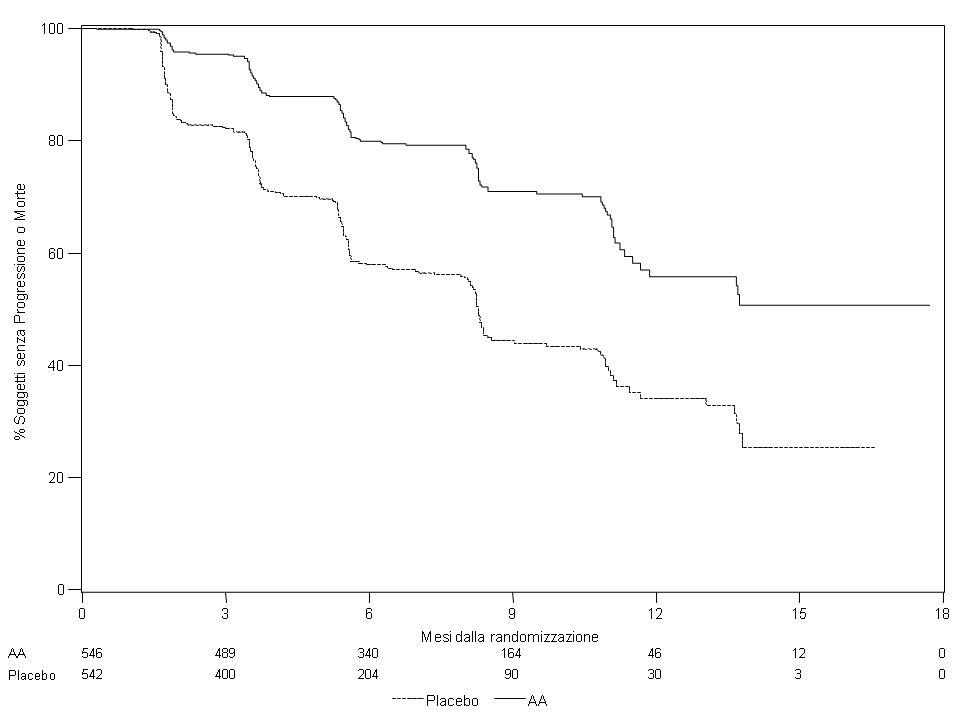 100
80
60
40
20
0
% Soggetti senza Progressione o Morte
0 3 6 9 12 15 18
Mesi dalla randomizzazione
AA 546 489 340 164 46 12 0
Placebo 542 400 204 90 30 3 0
Placebo AA